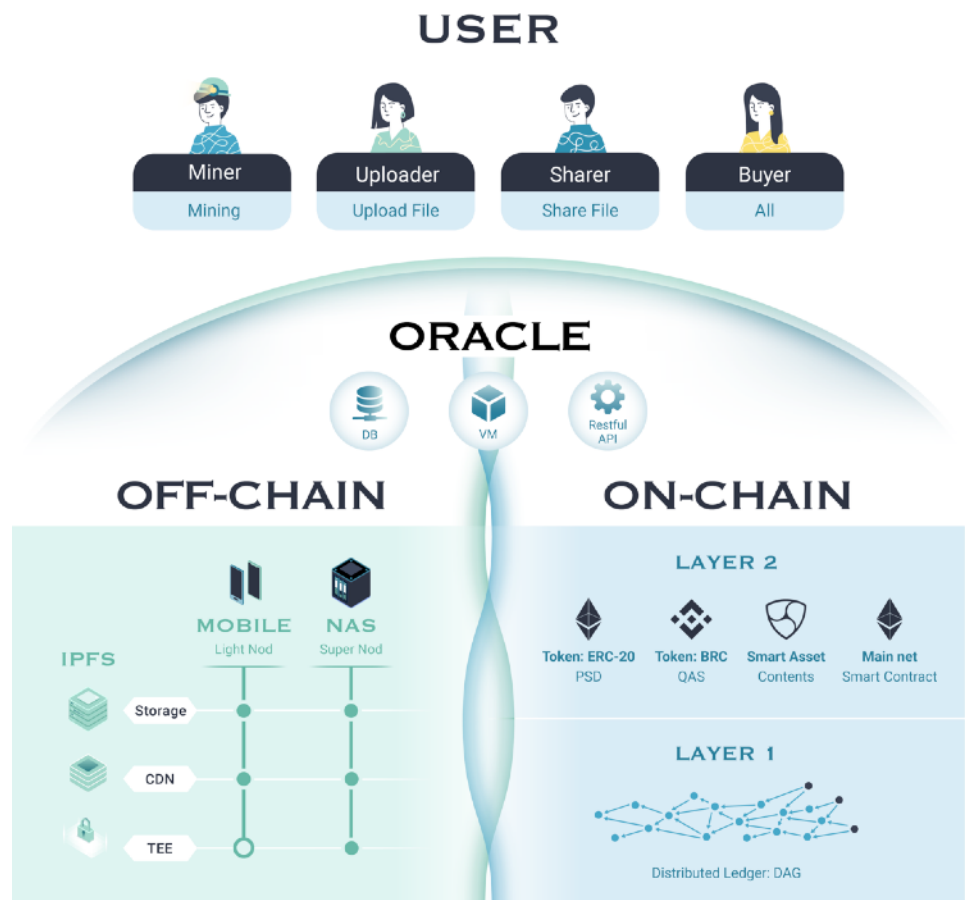 USER
Miner
Mining
Uploader
Upload File
Sharer
Share File
Buyer
All
ORACLE
DB
VM
Restful
API
OFF-CHAIN
MOBILE
Light Nod
NAS
Super Nod
IPFS
Storage
CDN
TEE
ON-CHAIN
LAYER 2
Token: ERC-20
PSD
Token: BRC
QAS
Smart Asset
Contents
Main net
Smart Contract
LAYER 1
Distributed Ledger: DAG